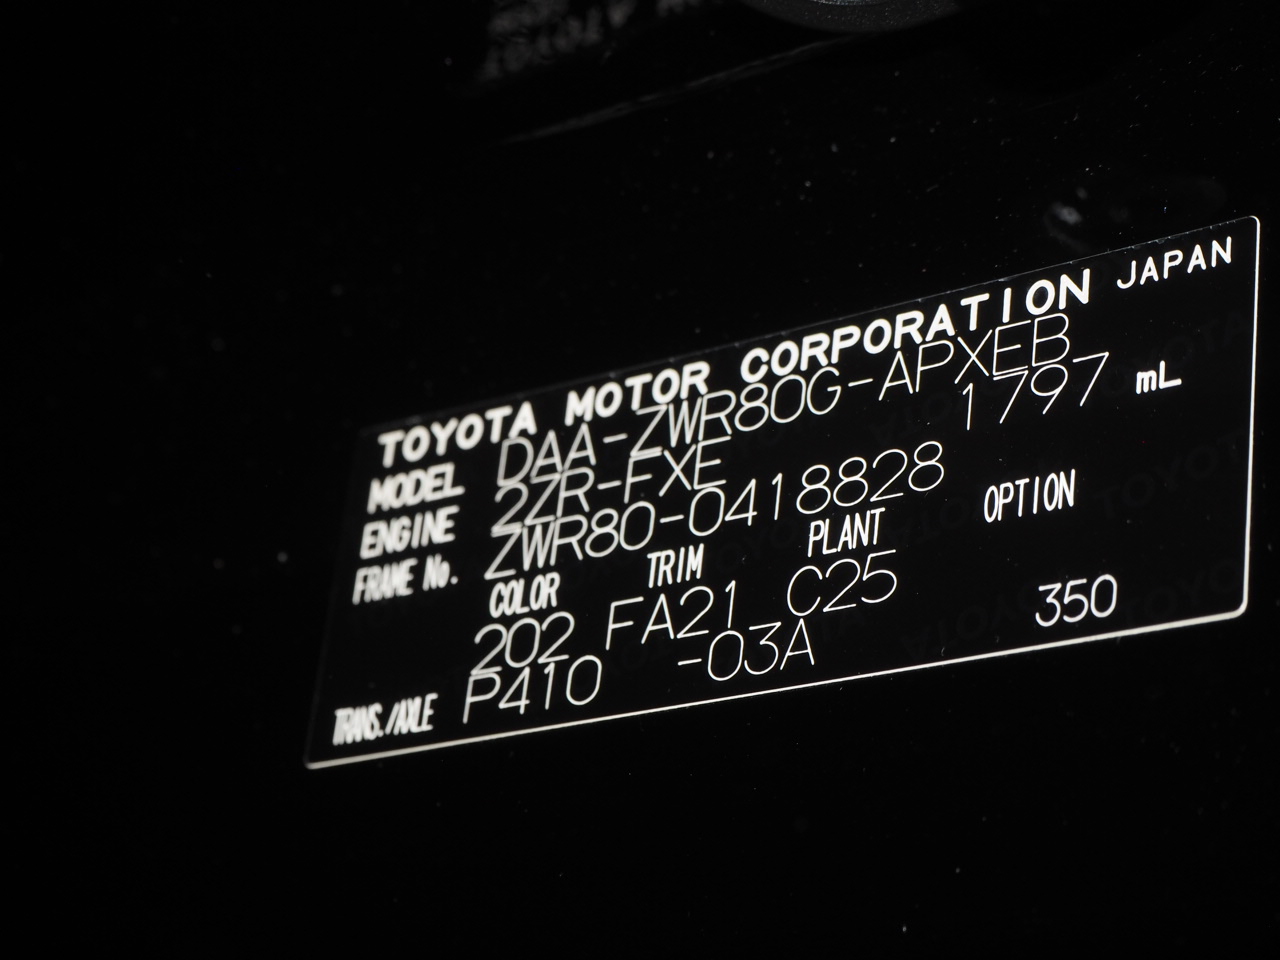 TOYOTA MOTOR CORPORATION JAPAN
MODEL DAA-ZWR80G-APXEB
ENGINE 2ZR-FXE 1797 mL
FRAME No. ZWR80-0418828
COLOR TRIM PLANT OPTION
202 FA21 C25
TRANS./AXLE P410 -03A 350